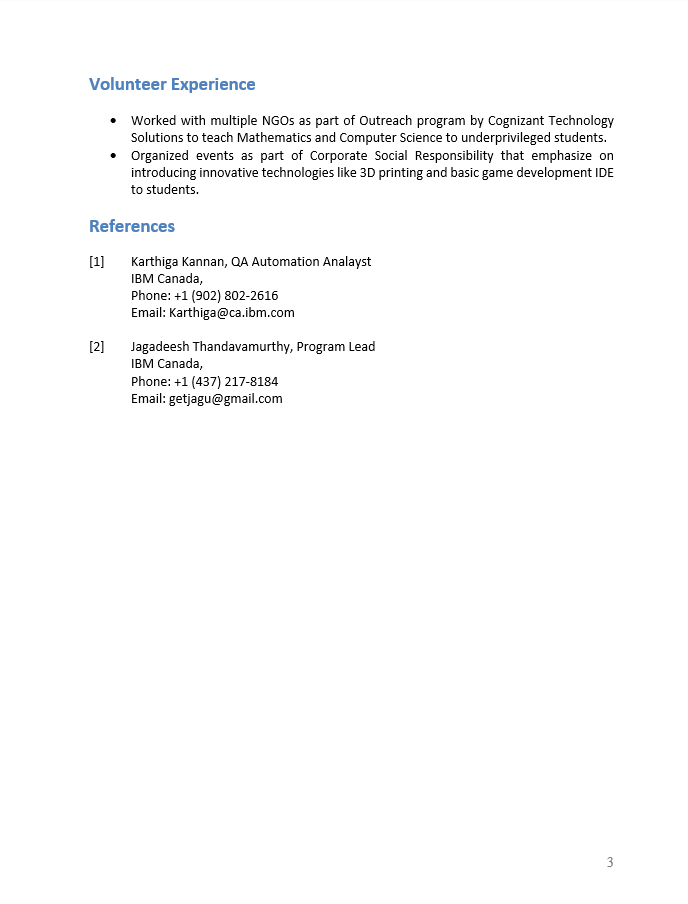 Volunteer Experience
• Worked with multiple NGOs as part of Outreach program by Cognizant Technology
Solutions to teach Mathematics and Computer Science to underprivileged students.
• Organized events as part of Corporate Social Responsibility that emphasize on
introducing innovative technologies like 3D printing and basic game development IDE
to students.
References
[1] Karthiga Kannan, QA Automation Analayst
IBM Canada,
Phone: +1 (902) 802-2616
Email: Karthiga@ca.ibm.com
[2] Jagadeesh Thandavamurthy, Program Lead
IBM Canada,
Phone: +1 (437) 217-8184
Email: getjagu@gmail.com
3